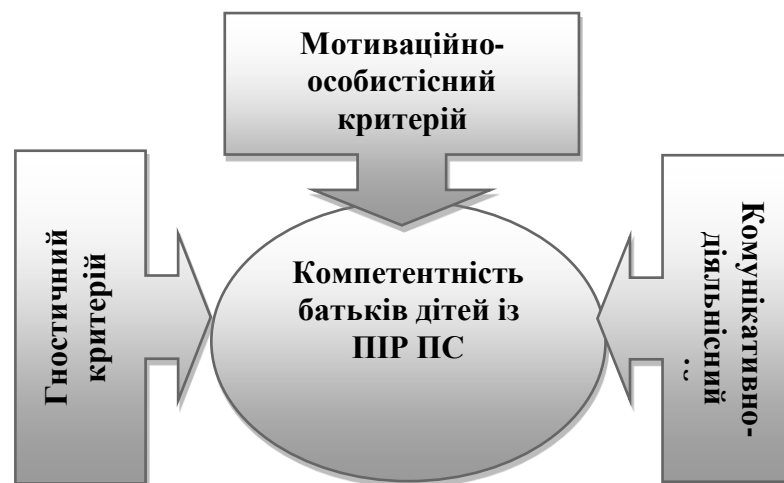 Мотиваційно-
особистісний
критерій
Гностичний
критерій
Компетентність
батьків дітей із
ПІР ПС
Комунікативно-
діяльнісний